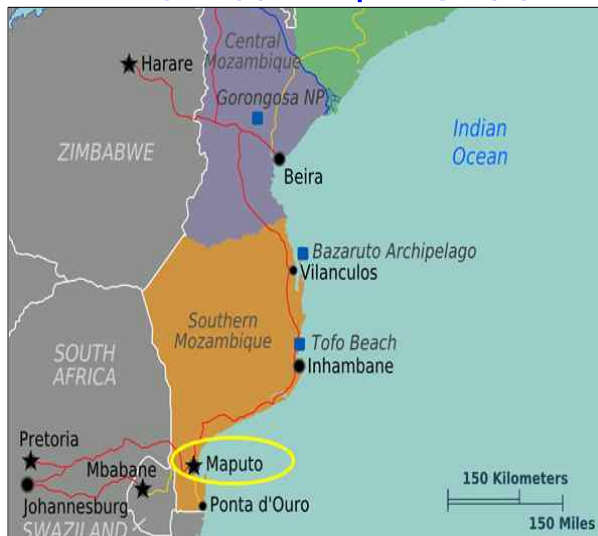 Central
Mozambique
Harare
Gorongosa NP
ZIMBABWE
Indian
Ocean
Beira
Bazaruto Archipelago
Vilanculos
Southern
Mozambique
Tofo Beach
SOUTH
AFRICA
Inhambane
Pretoria
Mbabane
Maputo
150 Kilometers
Johannesburg
Ponta d'Ouro
150 Miles
SWAZILAND